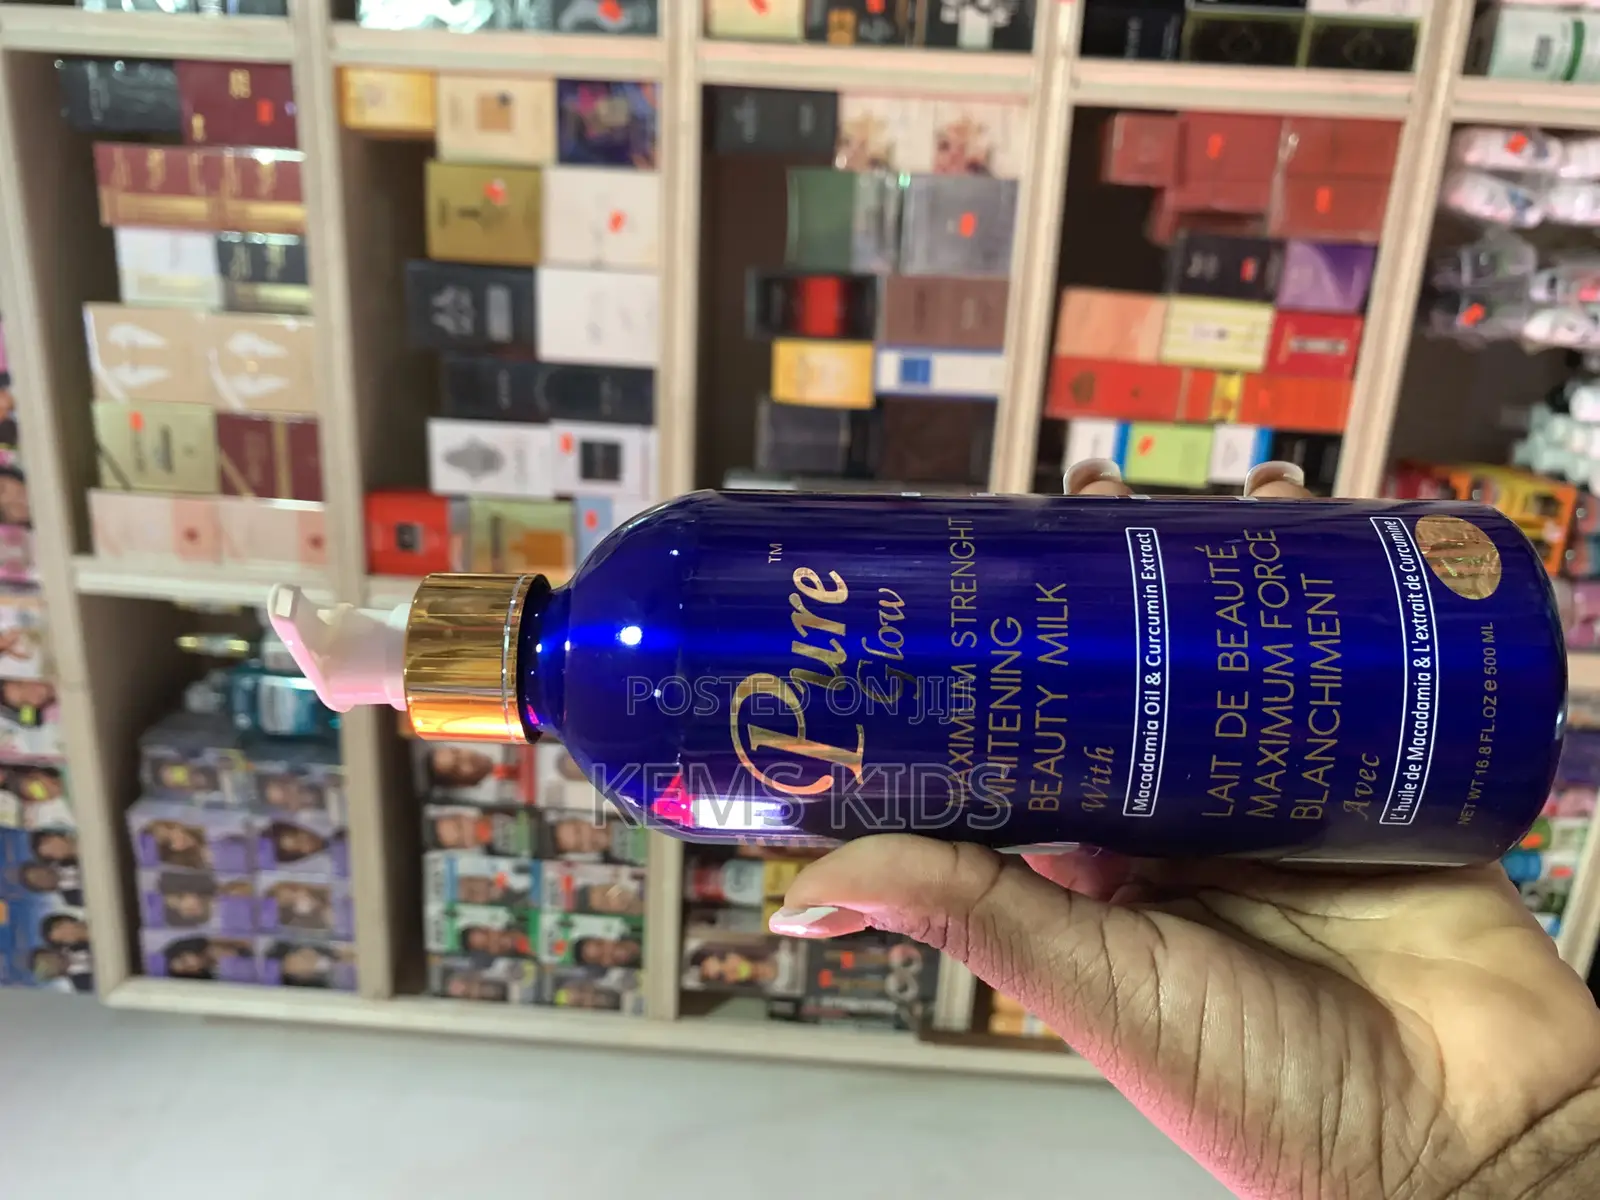 Pure
TM
Glow
MAXIMUM STRENGHT
WHITENING
BEAUTY MILK
With
Macadamia Oil & Curcumin Extract
LAIT DE BEAUTÉ
MAXIMUM FORCE
BLANCHIMENT
Avec
L'huile de Macadamia & L'extrait de Curcumine
NET WT 16.8 FL.OZ e 500 ML
POSTED ON JIJI
KEMS KIDS